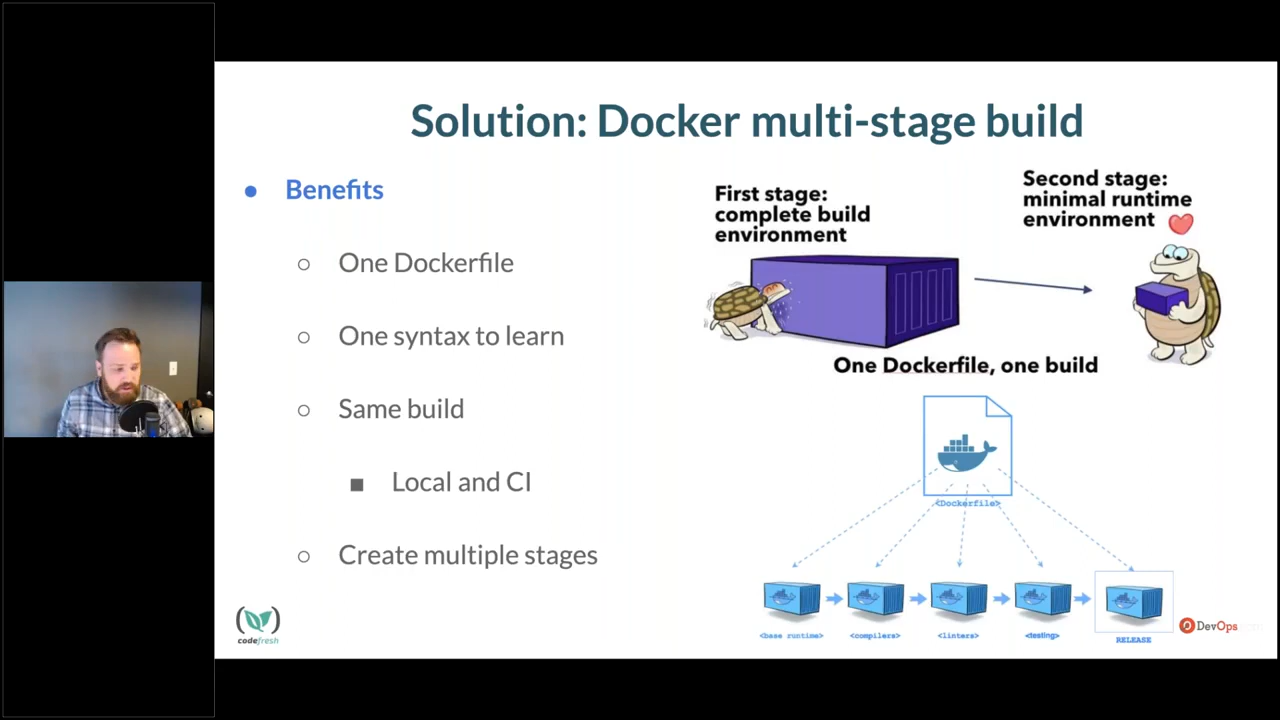 Solution: Docker multi-stage build
Benefits
One Dockerfile
One syntax to learn
Same build
Local and CI
Create multiple stages
First stage:
complete build
environment
Second stage:
minimal runtime
environment
One Dockerfile, one build
<Dockerfile>
<base runtime>
<compilers>
<linters>
<testing>
RELEASE
codefresh
DevOps.com